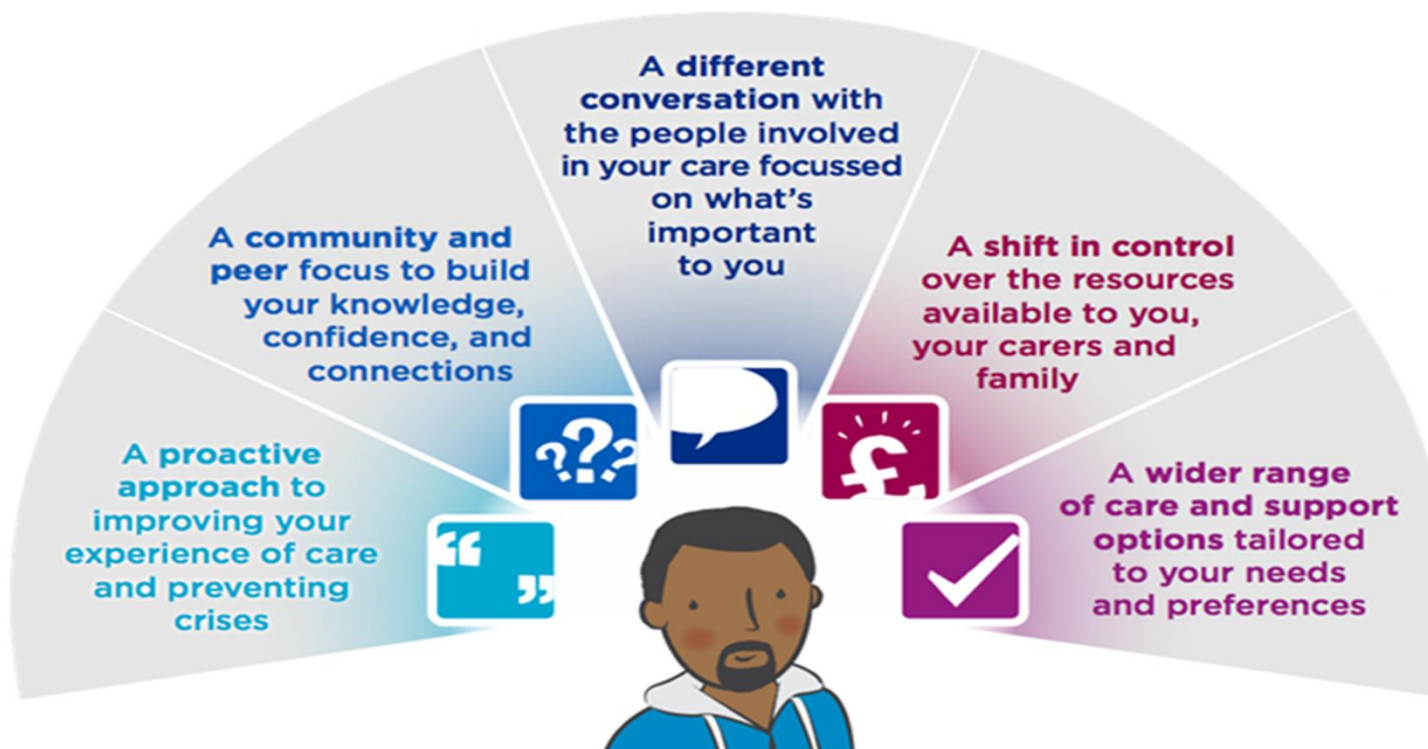 A proactive
approach to
improving your
experience of care
and preventing
crises
A community and
peer focus to build
your knowledge,
confidence, and
connections
A different
conversation with
the people involved
in your care focussed
on what's
important
to you
A shift in control
over the resources
available to you,
your carers and
family
A wider range
of care and support
options tailored
to your needs
and preferences
“
”
???
£